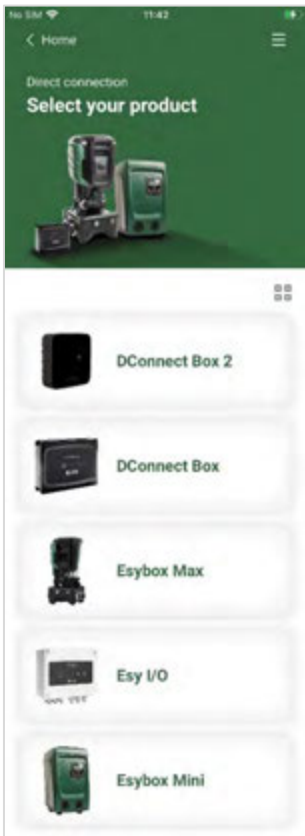 No SIM 11:42
Home
Direct connection
Select your product
DConnect Box 2
DConnect Box
Esybox Max
Esy I/O
Esybox Mini